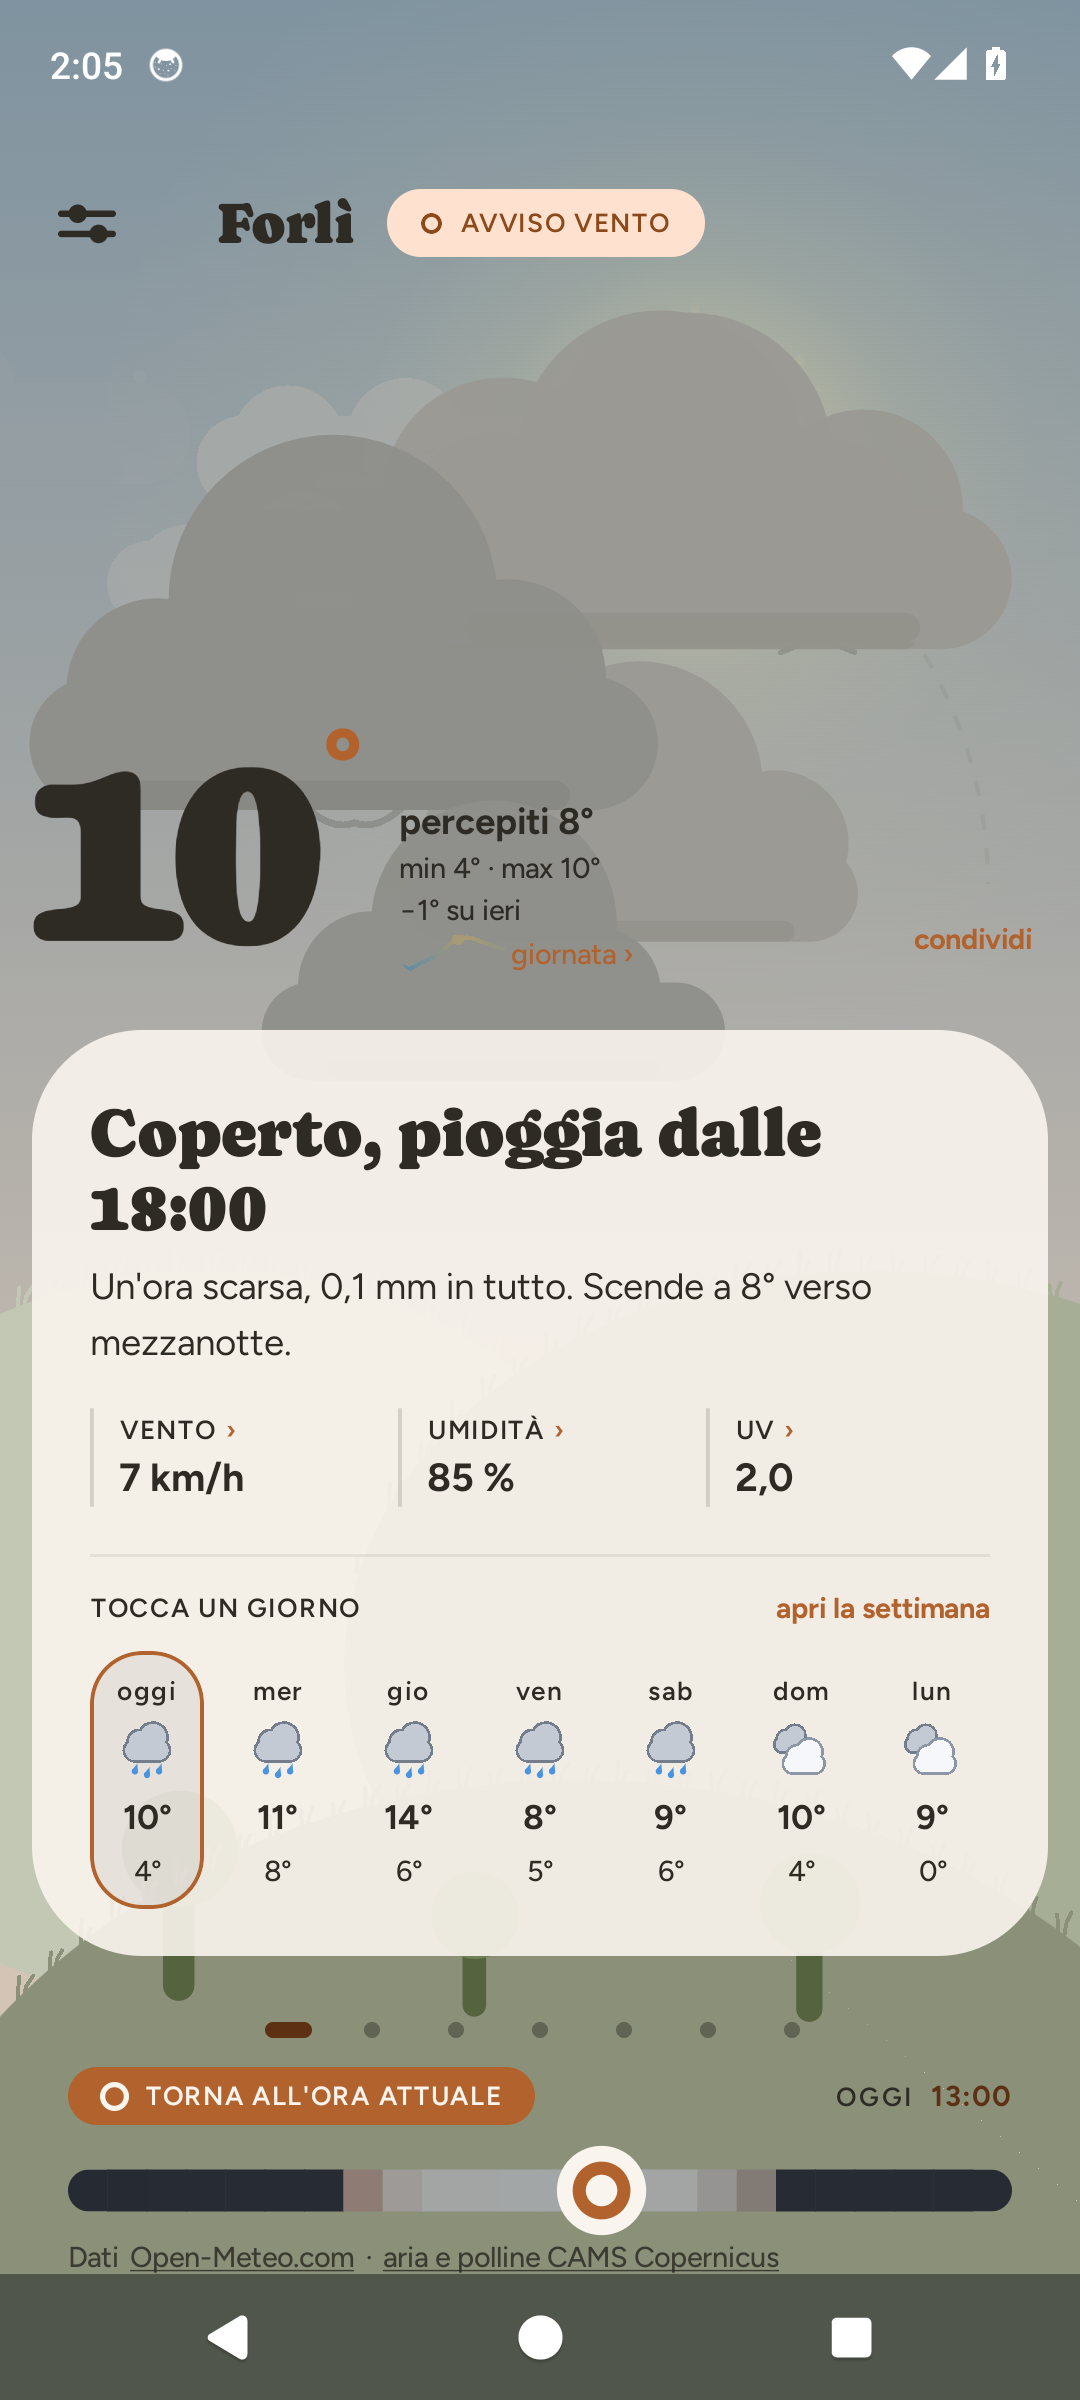 2:05
Forlì
AVVISO VENTO
10°
percepiti 8°
min 4° · max 10°
−1° su ieri
giornata ›
condividi
Coperto, pioggia dalle
18:00
Un'ora scarsa, 0,1 mm in tutto. Scende a 8° verso
mezzanotte.
VENTO › UMIDITÀ › UV ›
7 km/h 85 % 2,0
TOCCA UN GIORNO apri la settimana
oggi mer gio ven sab dom lun
10° 11° 14° 8° 9° 10° 9°
4° 8° 6° 5° 6° 4° 0°
TORNA ALL'ORA ATTUALE OGGI 13:00
Dati Open-Meteo.com · aria e polline CAMS Copernicus